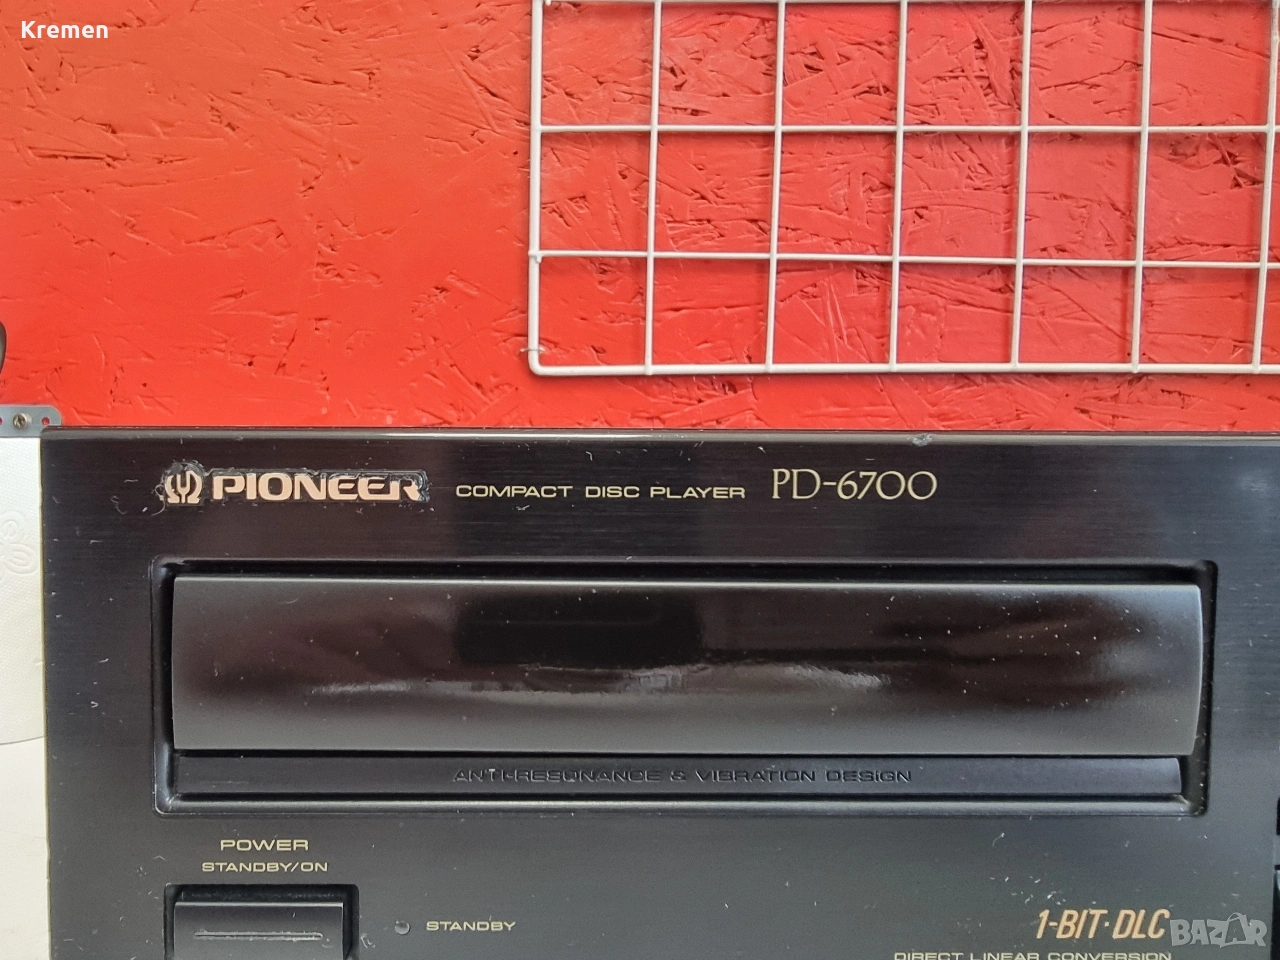 Kremen
PIONEER COMPACT DISC PLAYER PD-6700
ANTI-RESONANCE & VIBRATION DESIGN
POWER
STANDBY/ON
STANDBY
1-BIT·DLC
DIRECT LINEAR CONVERSION
BAZAR